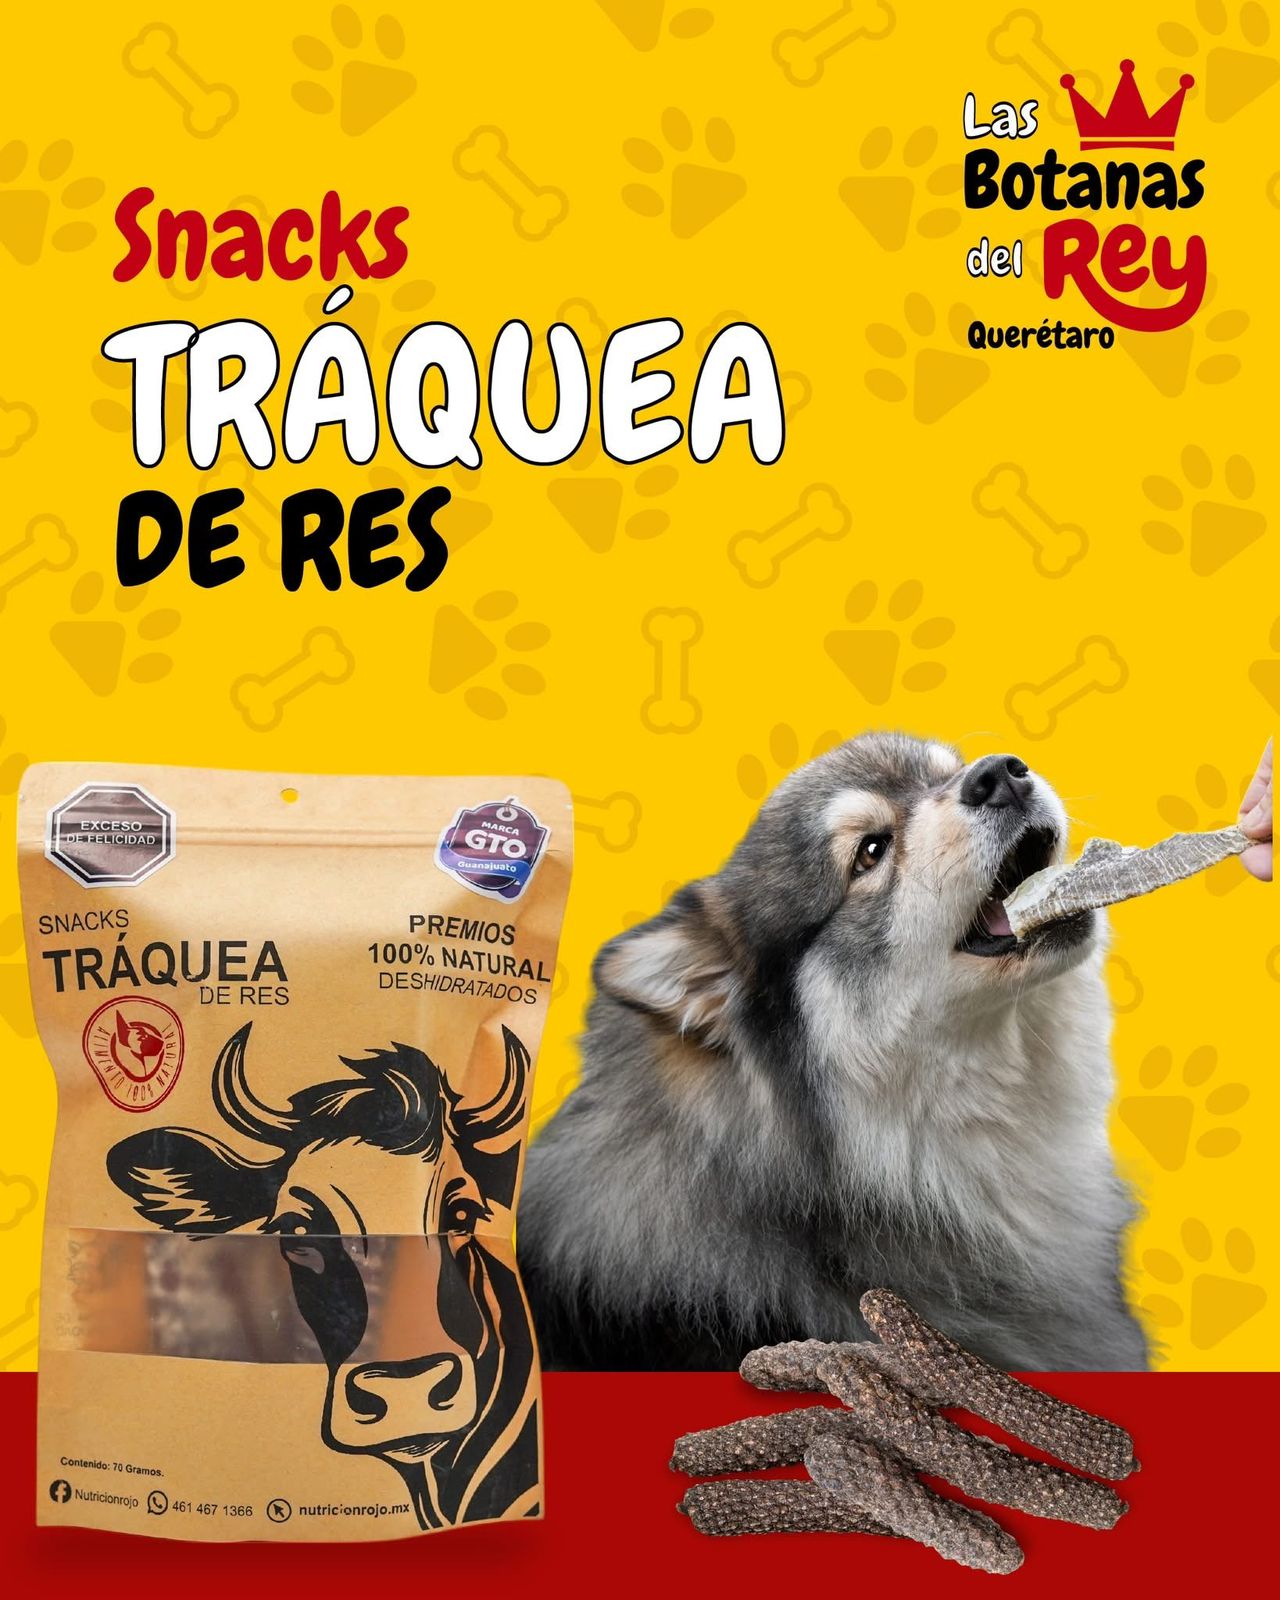 Las
Botanas
del Rey
Querétaro
Snacks
TRÁQUEA
DE RES
EXCESO
DE FELICIDAD
MARCA
GTO
Guanajuato
SNACKS
TRÁQUEA
DE RES
PREMIOS
100% NATURAL
DESHIDRATADOS
ALIMENTO 100% NATURAL
Contenido: 70 Gramos.
Nutricionrojo 461 467 1366 nutricionrojo.mx